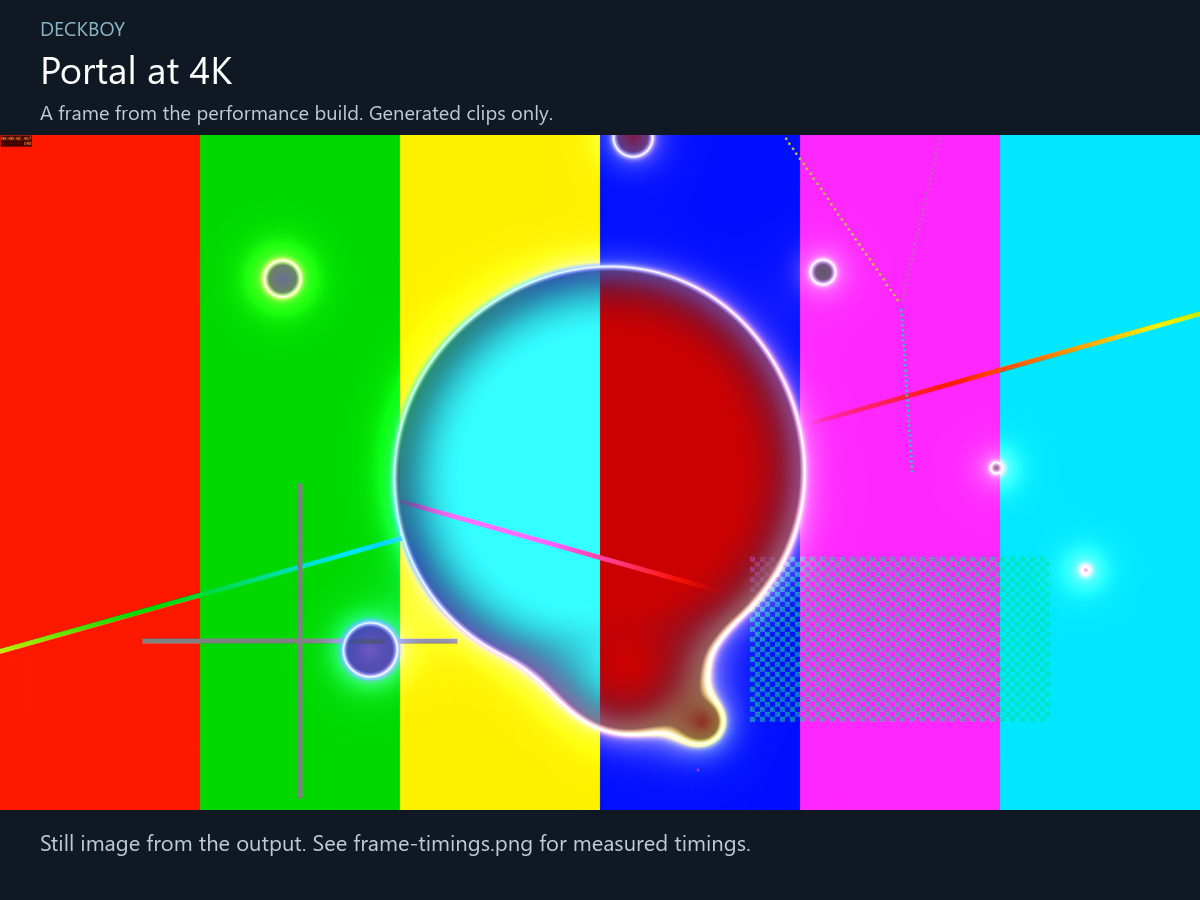 DECKBOY
Portal at 4K
A frame from the performance build. Generated clips only.
Still image from the output. See frame-timings.png for measured timings.